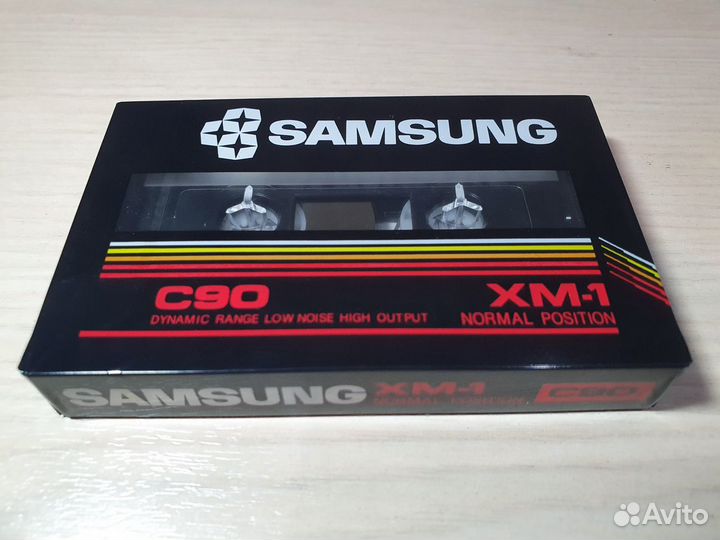 SAMSUNG
C90 XM-1
DYNAMIC RANGE LOW NOISE HIGH OUTPUT NORMAL POSITION
SAMSUNG XM-1 C90
NORMAL POSITION
Avito